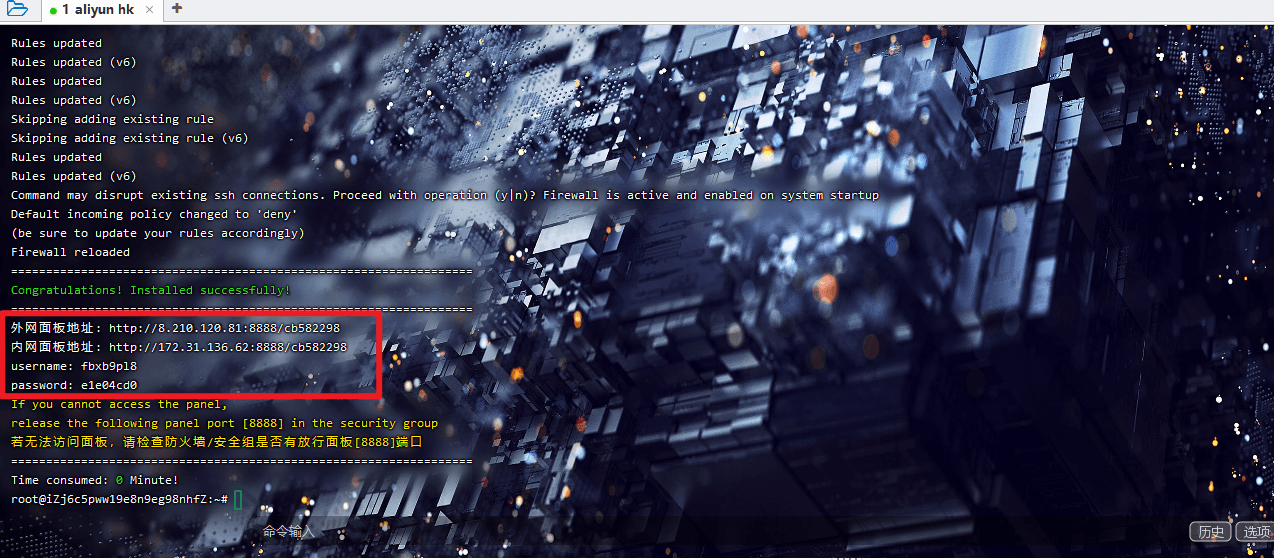 1 aliyun hk
Rules updated
Rules updated (v6)
Rules updated
Rules updated (v6)
Skipping adding existing rule
Skipping adding existing rule (v6)
Rules updated
Rules updated (v6)
Command may disrupt existing ssh connections. Proceed with operation (y|n)? Firewall is active and enabled on system startup
Default incoming policy changed to 'deny'
(be sure to update your rules accordingly)
Firewall reloaded
==================================================================
Congratulations! Installed successfully!
==================================================================
外网面板地址: http://8.210.120.81:8888/cb582298
内网面板地址: http://172.31.136.62:8888/cb582298
username: fbxb9pl8
password: e1e04cd0
If you cannot access the panel,
release the following panel port [8888] in the security group
若无法访问面板，请检查防火墙/安全组是否有放行面板[8888]端口
==================================================================
Time consumed: 0 Minute!
root@iZj6c5pww19e8n9eg98nhfZ:~#
命令输入
历史 选项